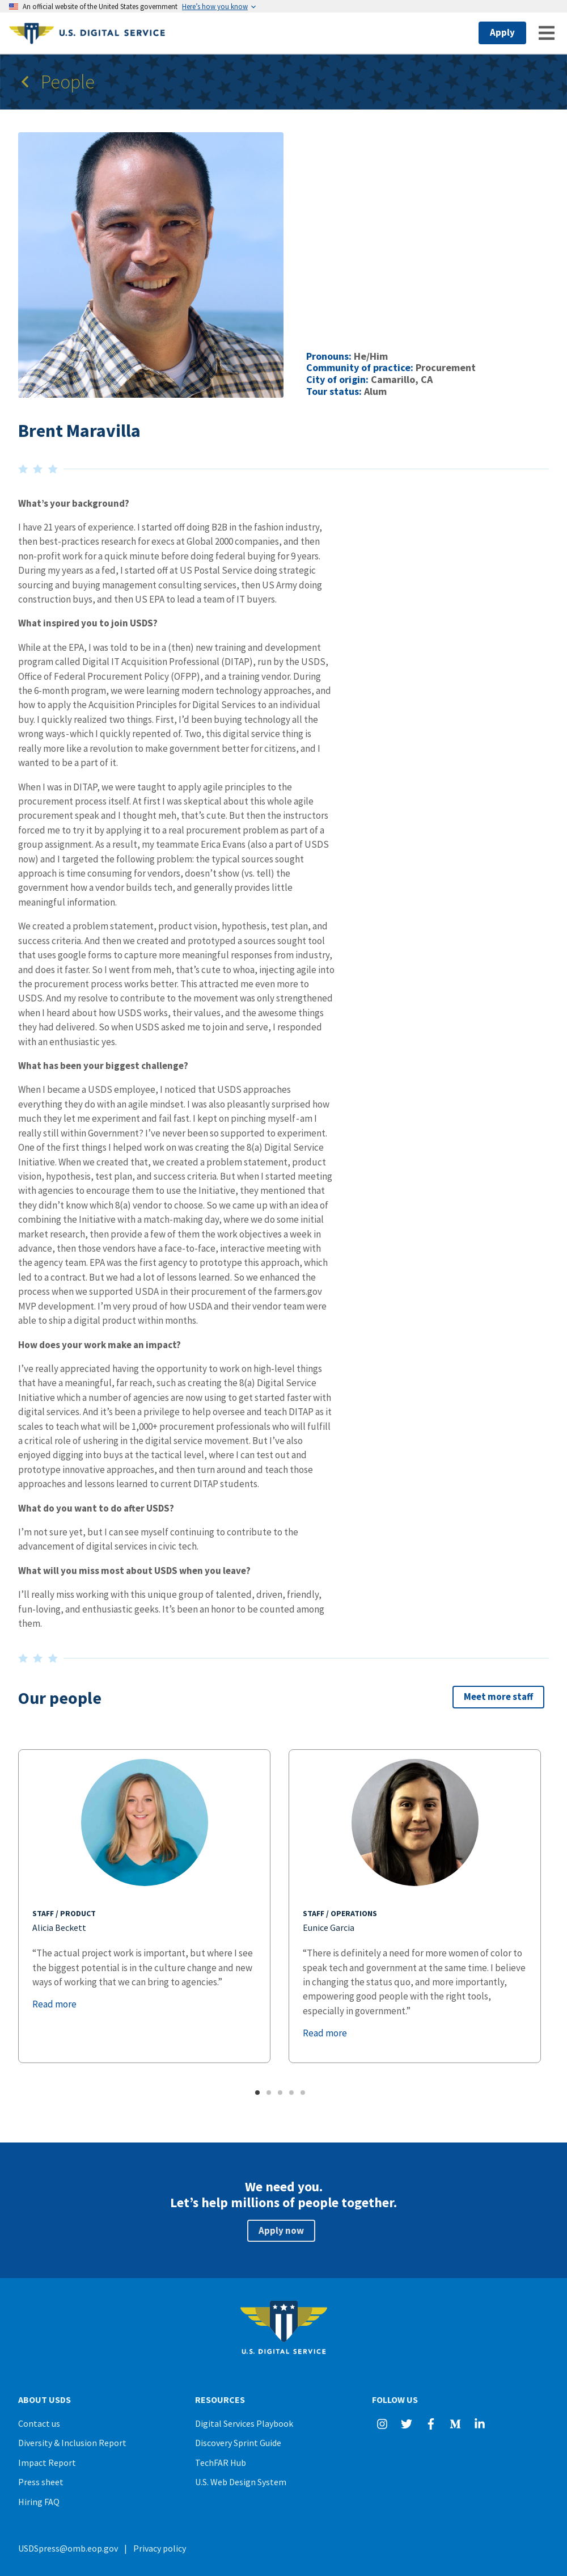 An official website of the United States government Here’s how you know
U.S. DIGITAL SERVICE
Apply
People
Pronouns: He/Him
Community of practice: Procurement
City of origin: Camarillo, CA
Tour status: Alum
Brent Maravilla
What’s your background?
I have 21 years of experience. I started off doing B2B in the fashion industry,
then best-practices research for execs at Global 2000 companies, and then
non-profit work for a quick minute before doing federal buying for 9 years.
During my years as a fed, I started off at US Postal Service doing strategic
sourcing and buying management consulting services, then US Army doing
construction buys, and then US EPA to lead a team of IT buyers.
What inspired you to join USDS?
While at the EPA, I was told to be in a (then) new training and development
program called Digital IT Acquisition Professional (DITAP), run by the USDS,
Office of Federal Procurement Policy (OFPP), and a training vendor. During
the 6-month program, we were learning modern technology approaches, and
how to apply the Acquisition Principles for Digital Services to an individual
buy. I quickly realized two things. First, I’d been buying technology all the
wrong ways - which I quickly repented of. Two, this digital service thing is
really more like a revolution to make government better for citizens, and I
wanted to be a part of it.
When I was in DITAP, we were taught to apply agile principles to the
procurement process itself. At first I was skeptical about this whole agile
procurement speak and I thought meh, that’s cute. But then the instructors
forced me to try it by applying it to a real procurement problem as part of a
group assignment. As a result, my teammate Erica Evans (also a part of USDS
now) and I targeted the following problem: the typical sources sought
approach is time consuming for vendors, doesn’t show (vs. tell) the
government how a vendor builds tech, and generally provides little
meaningful information.
We created a problem statement, product vision, hypothesis, test plan, and
success criteria. And then we created and prototyped a sources sought tool
that uses google forms to capture more meaningful responses from industry,
and does it faster. So I went from meh, that’s cute to whoa, injecting agile into
the procurement process works better. This attracted me even more to
USDS. And my resolve to contribute to the movement was only strengthened
when I heard about how USDS works, their values, and the awesome things
they had delivered. So when USDS asked me to join and serve, I responded
with an enthusiastic yes.
What has been your biggest challenge?
When I became a USDS employee, I noticed that USDS approaches
everything they do with an agile mindset. I was also pleasantly surprised how
much they let me experiment and fail fast. I kept on pinching myself - am I
really still within Government? I’ve never been so supported to experiment.
One of the first things I helped work on was creating the 8(a) Digital Service
Initiative. When we created that, we created a problem statement, product
vision, hypothesis, test plan, and success criteria. But when I started meeting
with agencies to encourage them to use the Initiative, they mentioned that
they didn’t know which 8(a) vendor to choose. So we came up with an idea of
combining the Initiative with a match-making day, where we do some initial
market research, then provide a few of them the work objectives a week in
advance, then those vendors have a face-to-face, interactive meeting with
the agency team. EPA was the first agency to prototype this approach, which
led to a contract. But we had a lot of lessons learned. So we enhanced the
process when we supported USDA in their procurement of the farmers.gov
MVP development. I’m very proud of how USDA and their vendor team were
able to ship a digital product within months.
How does your work make an impact?
I’ve really appreciated having the opportunity to work on high-level things
that have a meaningful, far reach, such as creating the 8(a) Digital Service
Initiative which a number of agencies are now using to get started faster with
digital services. And it’s been a privilege to help oversee and teach DITAP as it
scales to teach what will be 1,000+ procurement professionals who will fulfill
a critical role of ushering in the digital service movement. But I’ve also
enjoyed digging into buys at the tactical level, where I can test out and
prototype innovative approaches, and then turn around and teach those
approaches and lessons learned to current DITAP students.
What do you want to do after USDS?
I’m not sure yet, but I can see myself continuing to contribute to the
advancement of digital services in civic tech.
What will you miss most about USDS when you leave?
I’ll really miss working with this unique group of talented, driven, friendly,
fun-loving, and enthusiastic geeks. It’s been an honor to be counted among
them.
Our people
Meet more staff
STAFF / PRODUCT
Alicia Beckett
“The actual project work is important, but where I see
the biggest potential is in the culture change and new
ways of working that we can bring to agencies.”
Read more
STAFF / OPERATIONS
Eunice Garcia
“There is definitely a need for more women of color to
speak tech and government at the same time. I believe
in changing the status quo, and more importantly,
empowering good people with the right tools,
especially in government.”
Read more
We need you.
Let’s help millions of people together.
Apply now
U.S. DIGITAL SERVICE
ABOUT USDS
Contact us
Diversity & Inclusion Report
Impact Report
Press sheet
Hiring FAQ
RESOURCES
Digital Services Playbook
Discovery Sprint Guide
TechFAR Hub
U.S. Web Design System
FOLLOW US
USDSpress@omb.eop.gov | Privacy policy